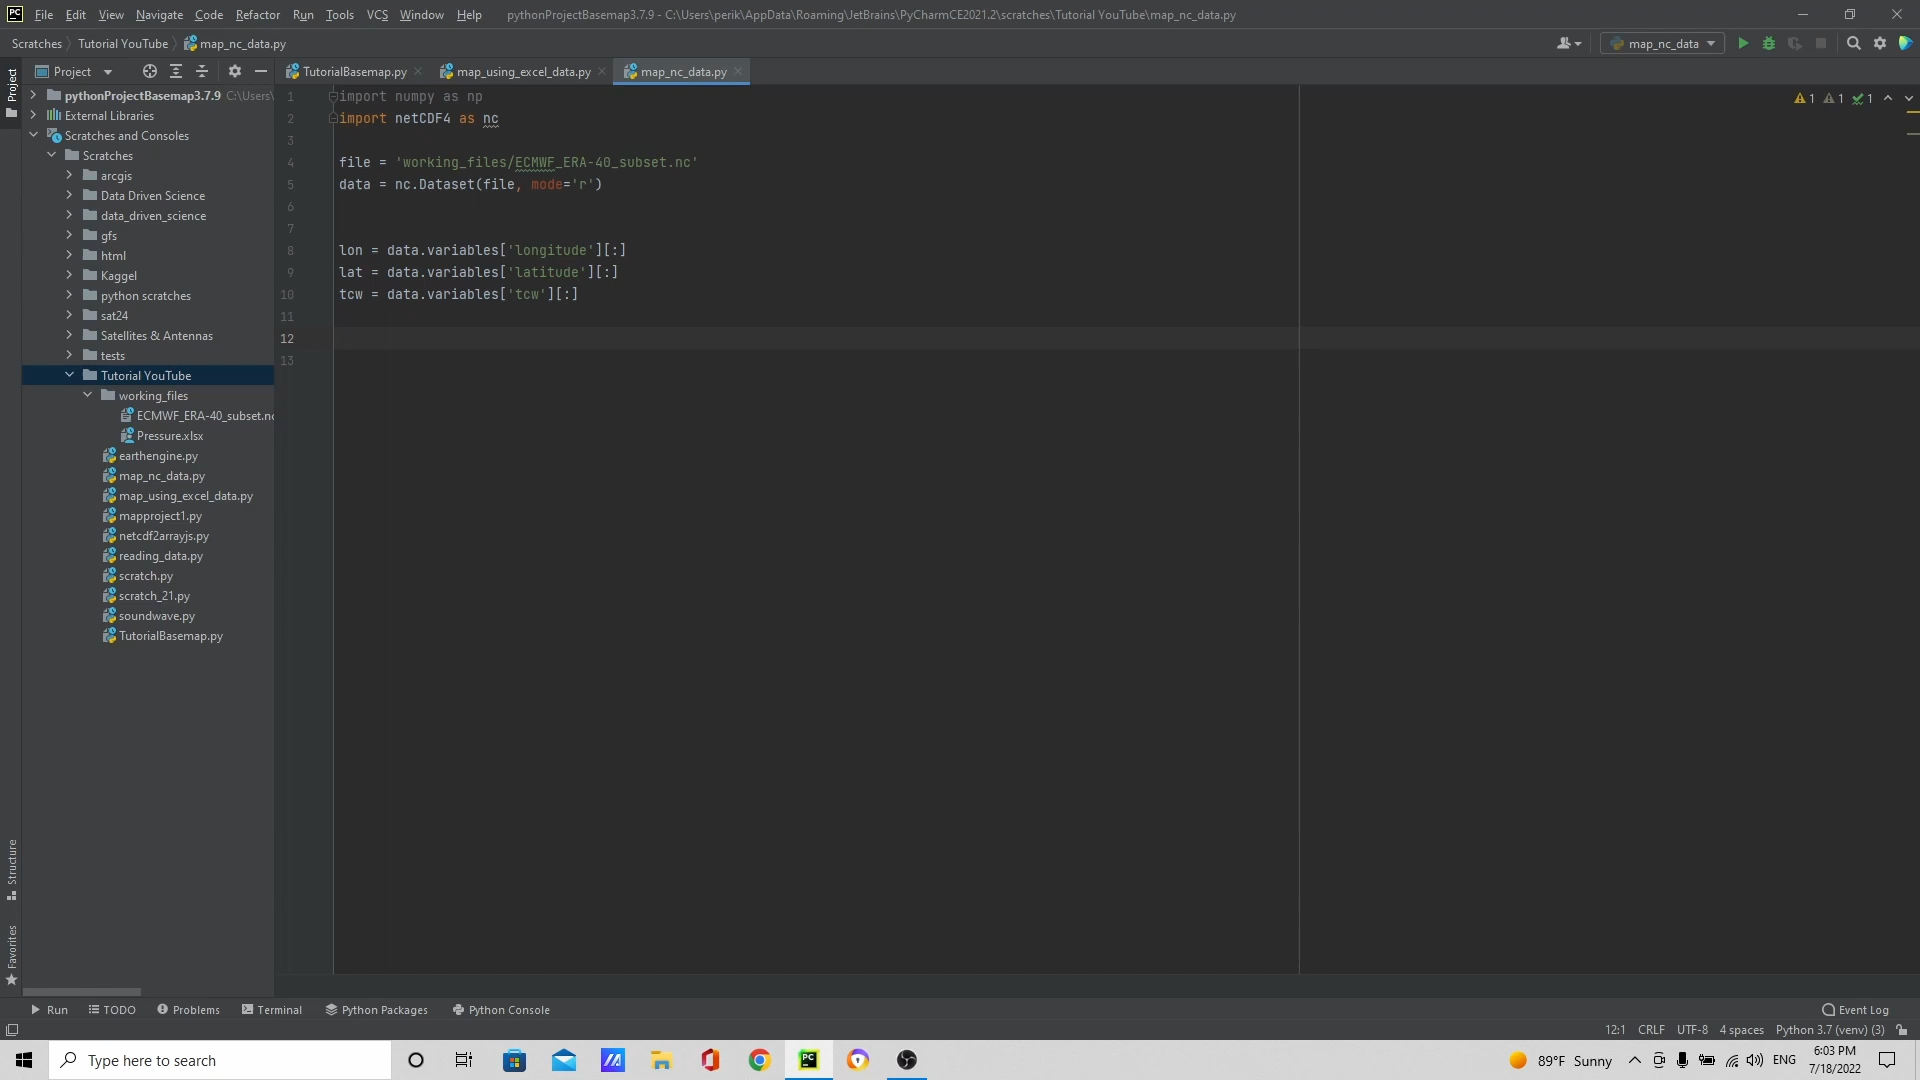 PC File Edit View Navigate Code Refactor Run Tools VCS Window Help pythonProjectBasemap3.7.9 - C:\Users\perik\AppData\Roaming\JetBrains\PyCharmCE2021.2\scratches\Tutorial YouTube\map_nc_data.py
Scratches Tutorial YouTube map_nc_data.py map_nc_data
Project TutorialBasemap.py map_using_excel_data.py map_nc_data.py
Project
pythonProjectBasemap3.7.9 C:\Users\
External Libraries
Scratches and Consoles
Scratches
arcgis
Data Driven Science
data_driven_science
gfs
html
Kaggel
python scratches
sat24
Satellites & Antennas
tests
Tutorial YouTube
working_files
ECMWF_ERA-40_subset.nc
Pressure.xlsx
earthengine.py
map_nc_data.py
map_using_excel_data.py
mapproject1.py
netcdf2arrayjs.py
reading_data.py
scratch.py
scratch_21.py
soundwave.py
TutorialBasemap.py
1 import numpy as np
2 import netCDF4 as nc
3
4 file = 'working_files/ECMWF_ERA-40_subset.nc'
5 data = nc.Dataset(file, mode='r')
6
7
8 lon = data.variables['longitude'][:]
9 lat = data.variables['latitude'][:]
10 tcw = data.variables['tcw'][:]
11
12
13
1 1 1
Structure
Favorites
Run TODO Problems Terminal Python Packages Python Console Event Log
12:1 CRLF UTF-8 4 spaces Python 3.7 (venv) (3)
Type here to search PC 89°F Sunny ENG 6:03 PM
7/18/2022